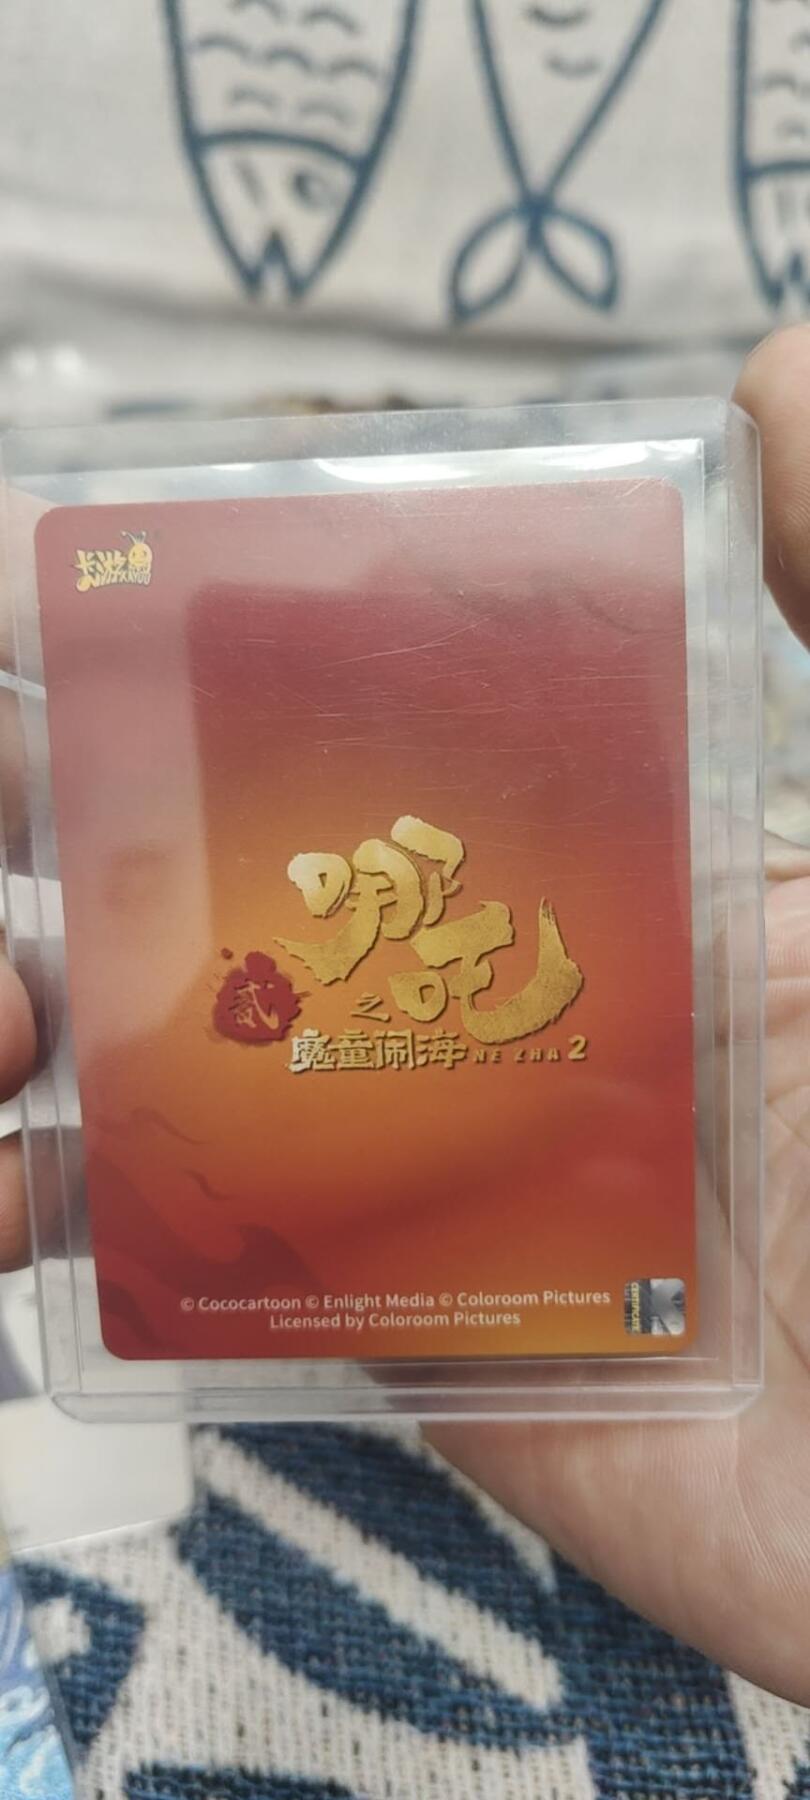 卡游
KAYOU
哪吒
贰
之
魔童闹海 NE ZHA 2
© Cococartoon © Enlight Media © Coloroom Pictures
Licensed by Coloroom Pictures
CERTIFICATE